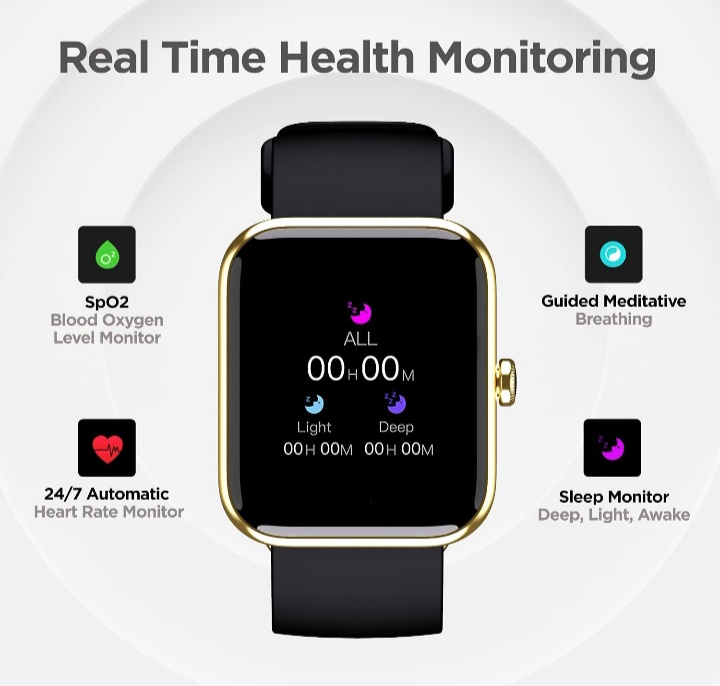 Real Time Health Monitoring
SpO2
Blood Oxygen
Level Monitor
24/7 Automatic
Heart Rate Monitor
z z z
ALL
00H00M
z z z
Light
00H 00M
z z z
Deep
00H 00M
O2
Guided Meditative
Breathing
z z z
Sleep Monitor
Deep, Light, Awake